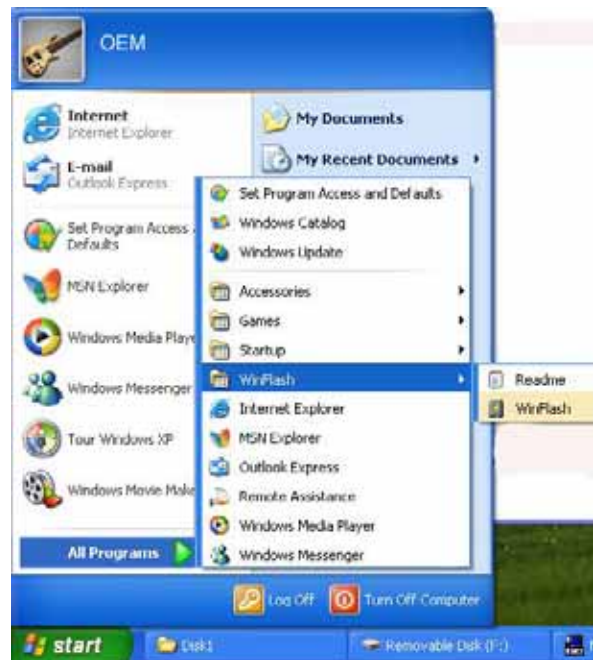 OEM
Internet
Internet Explorer
E-mail
Outlook Express
Set Program Access
Defaults
MSN Explorer
Windows Media Playe
Windows Messenger
Tour Windows XP
Windows Movie Make
All Programs
My Documents
My Recent Documents
Set Program Access and Defaults
Windows Catalog
Windows Update
Accessories
Games
Startup
WinFlash
Internet Explorer
MSN Explorer
Outlook Express
Remote Assistance
Windows Media Player
Windows Messenger
Readme
WinFlash
Log Off
Turn Off Computer
start
Disk1
Removable Disk (F:)